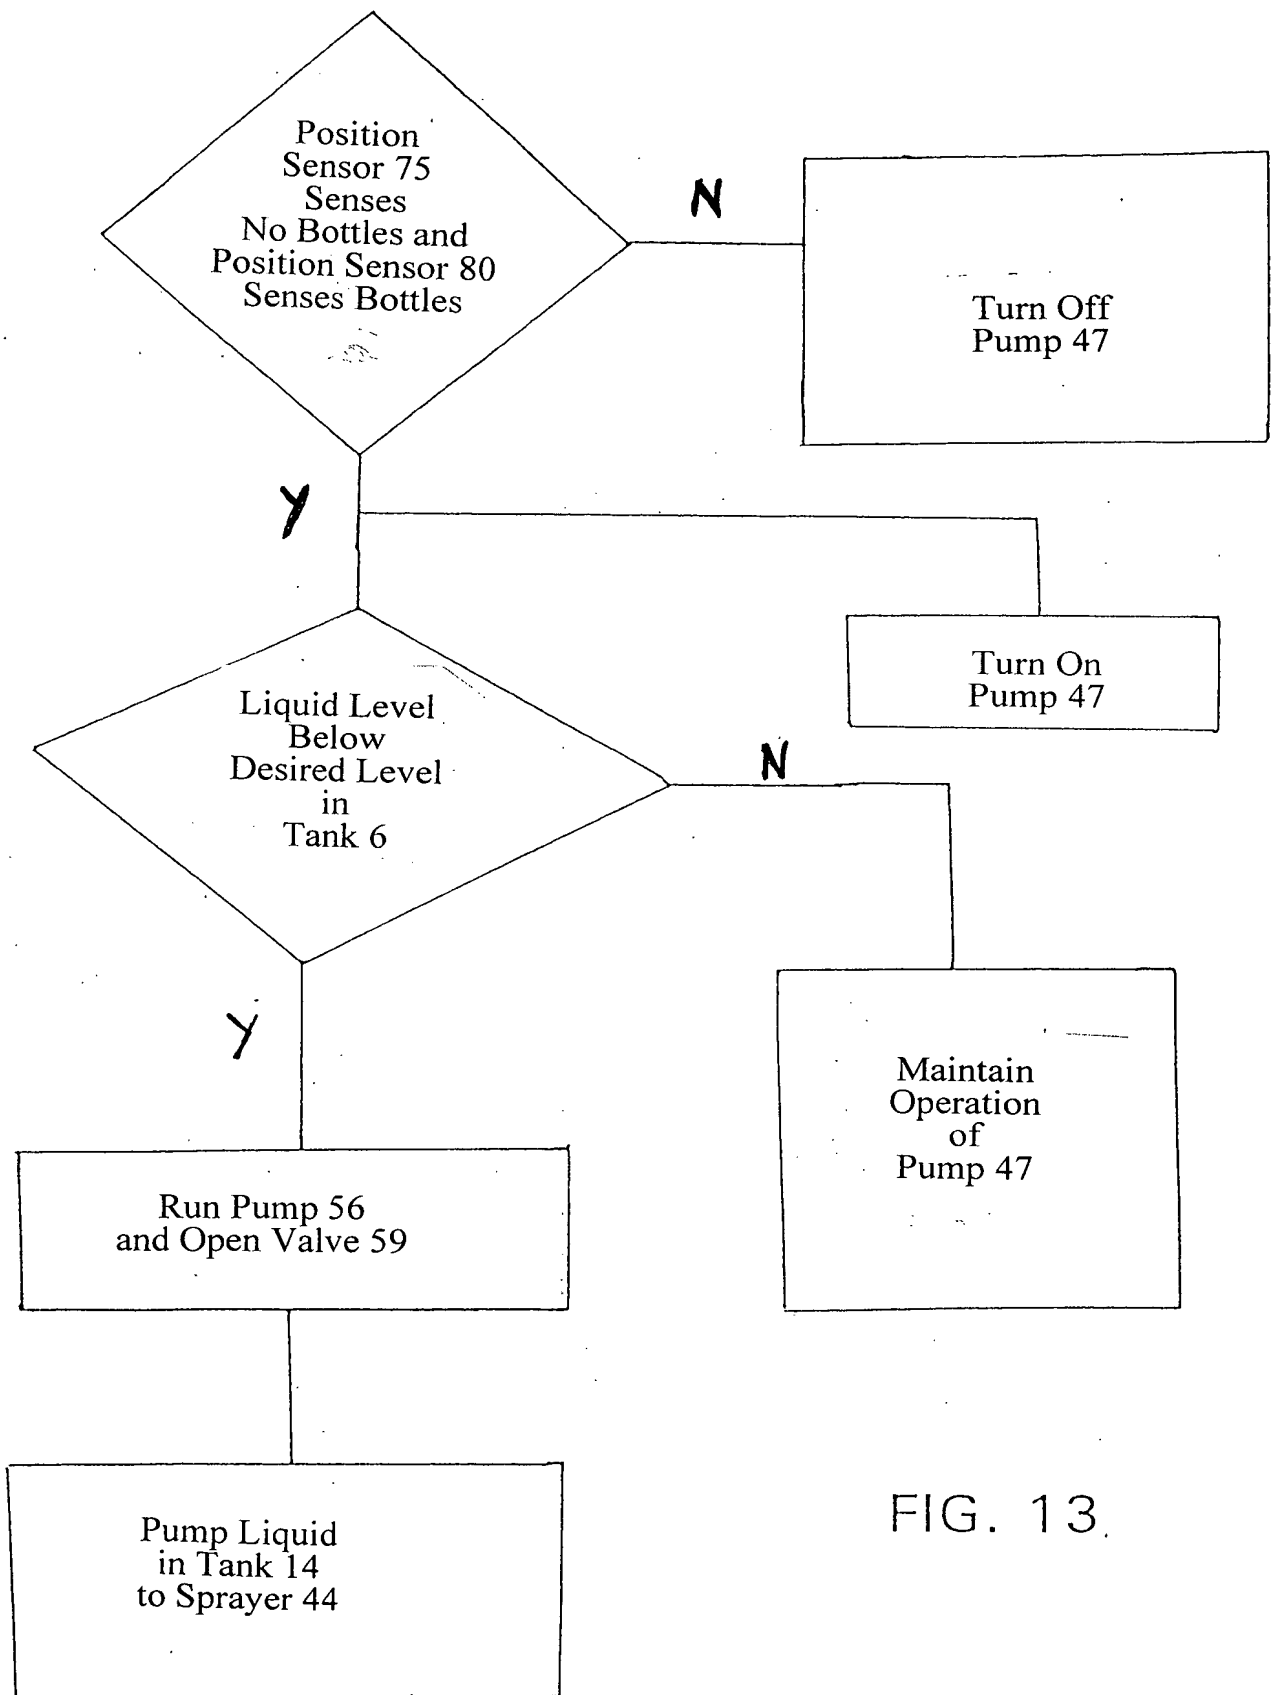 Position
Sensor 75
Senses
No Bottles and
Position Sensor 80
Senses Bottles
N
Turn Off
Pump 47
Y
Turn On
Pump 47
Liquid Level
Below
Desired Level
in
Tank 6
N
Y
Maintain
Operation
of
Pump 47
Run Pump 56
and Open Valve 59
Pump Liquid
in Tank 14
to Sprayer 44
FIG. 13